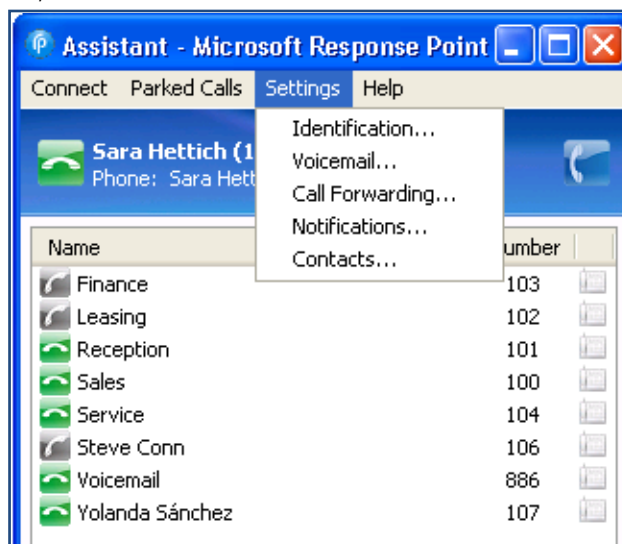 Assistant - Microsoft Response Point
Connect Parked Calls Settings Help
Identification...
Voicemail...
Call Forwarding...
Notifications...
Contacts...
Sara Hettich (1
Phone: Sara Hett
Name umber
Finance 103
Leasing 102
Reception 101
Sales 100
Service 104
Steve Conn 106
Voicemail 886
Yolanda Sánchez 107